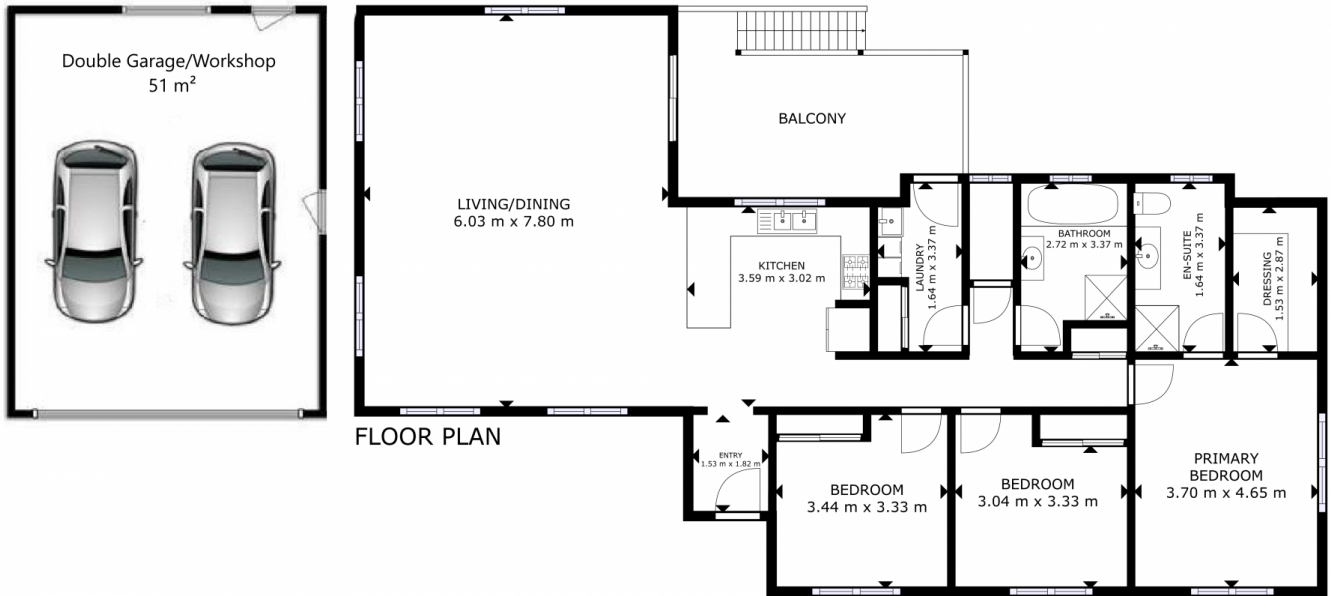 Double Garage/Workshop
51 m²
LIVING/DINING
6.03 m x 7.80 m
BALCONY
KITCHEN
3.59 m x 3.02 m
LAUNDRY
1.64 m x 3.37 m
BATHROOM
2.72 m x 3.37 m
EN-SUITE
1.64 m x 3.37 m
DRESSING
1.53 m x 2.87 m
FLOOR PLAN
ENTRY
1.53 m x 1.82 m
BEDROOM
3.44 m x 3.33 m
BEDROOM
3.04 m x 3.33 m
PRIMARY
BEDROOM
3.70 m x 4.65 m